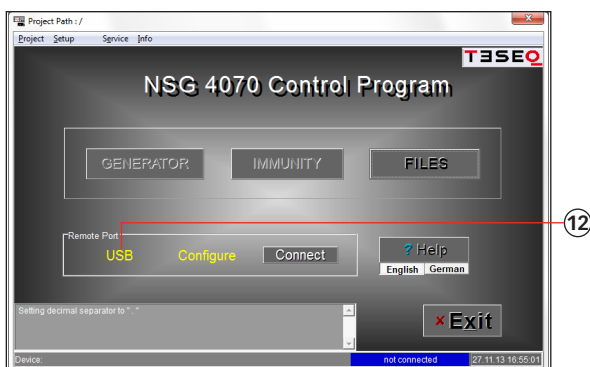 Project Path : /
Project Setup Service Info
TESEQ
NSG 4070 Control Program
GENERATOR IMMUNITY FILES
Remote Port
USB Configure Connect
? Help
English German
12
Setting decimal separator to " . "
Exit
Device: not connected 27.11.13 16:55:01